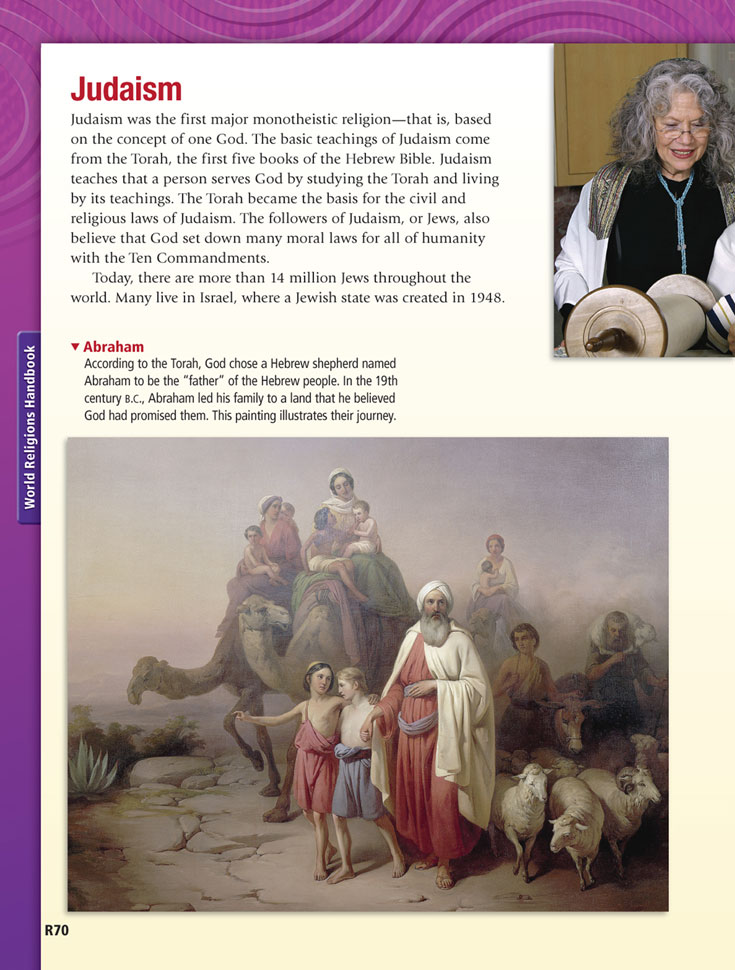 Judaism
Judaism was the first major monotheistic religion—that is, based
on the concept of one God. The basic teachings of Judaism come
from the Torah, the first five books of the Hebrew Bible. Judaism
teaches that a person serves God by studying the Torah and living
by its teachings. The Torah became the basis for the civil and
religious laws of Judaism. The followers of Judaism, or Jews, also
believe that God set down many moral laws for all of humanity
with the Ten Commandments.
Today, there are more than 14 million Jews throughout the
world. Many live in Israel, where a Jewish state was created in 1948.
▼ Abraham
According to the Torah, God chose a Hebrew shepherd named
Abraham to be the “father” of the Hebrew people. In the 19th
century B.C., Abraham led his family to a land that he believed
God had promised them. This painting illustrates their journey.
World Religions Handbook
R70